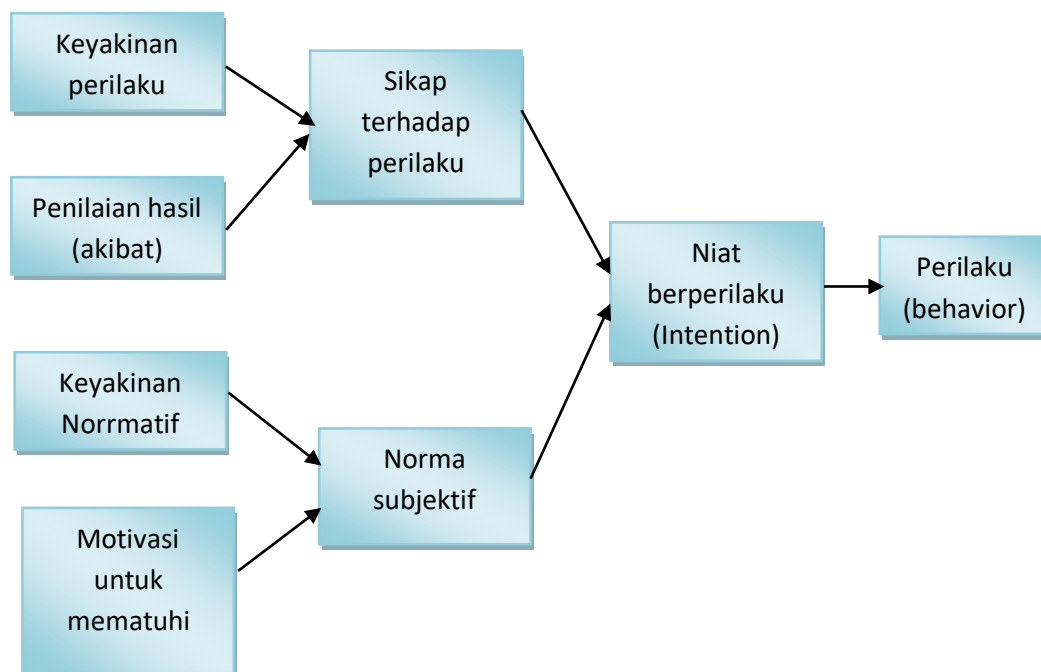 Keyakinan
perilaku
Penilaian hasil
(akibat)
Sikap
terhadap
perilaku
Keyakinan
Norrmatif
Motivasi
untuk
mematuhi
Norma
subjektif
Niat
berperilaku
(Intention)
Perilaku
(behavior)